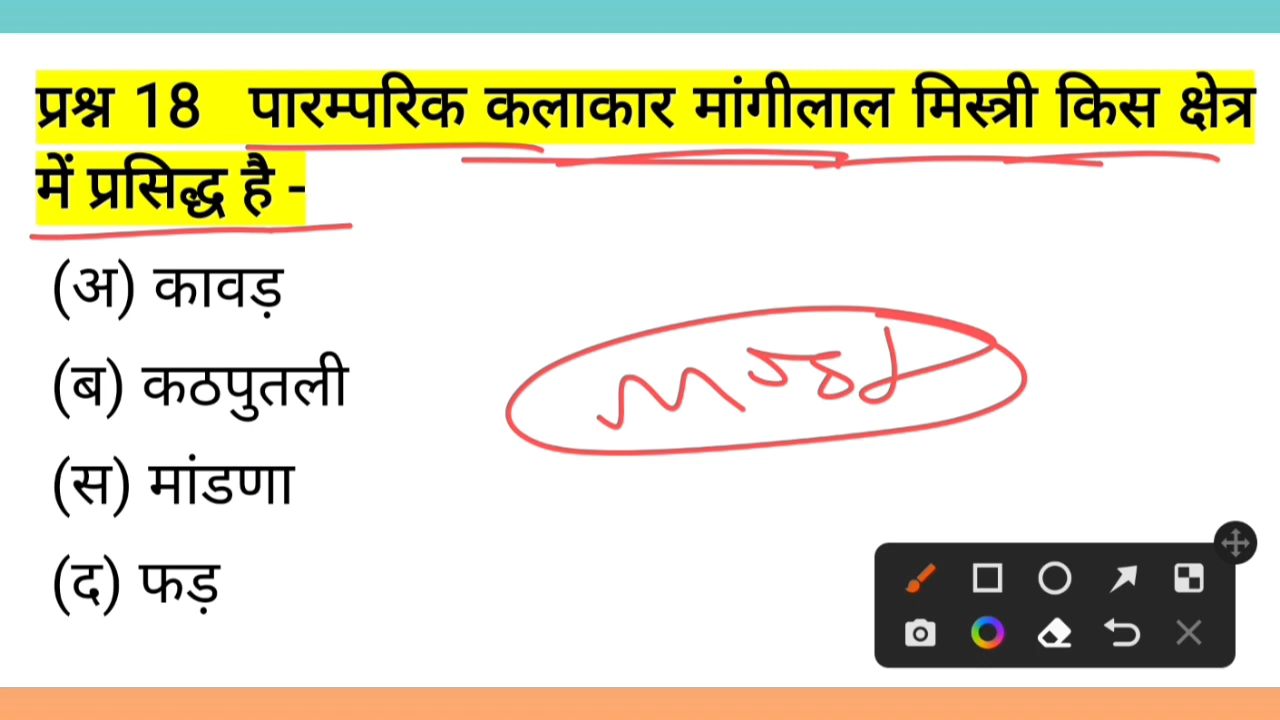 प्रश्न 18 पारम्परिक कलाकार मांगीलाल मिस्त्री किस क्षेत्र
में प्रसिद्ध है -
(अ) कावड़
(ब) कठपुतली
(स) मांडणा
(द) फड़